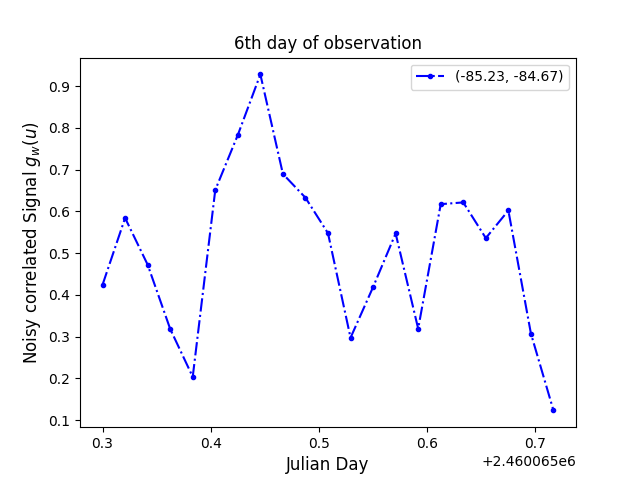 6th day of observation
(-85.23, -84.67)
Noisy correlated Signal g_w(u)
0.9
0.8
0.7
0.6
0.5
0.4
0.3
0.2
0.1
0.3 0.4 0.5 0.6 0.7
+2.460065e6
Julian Day